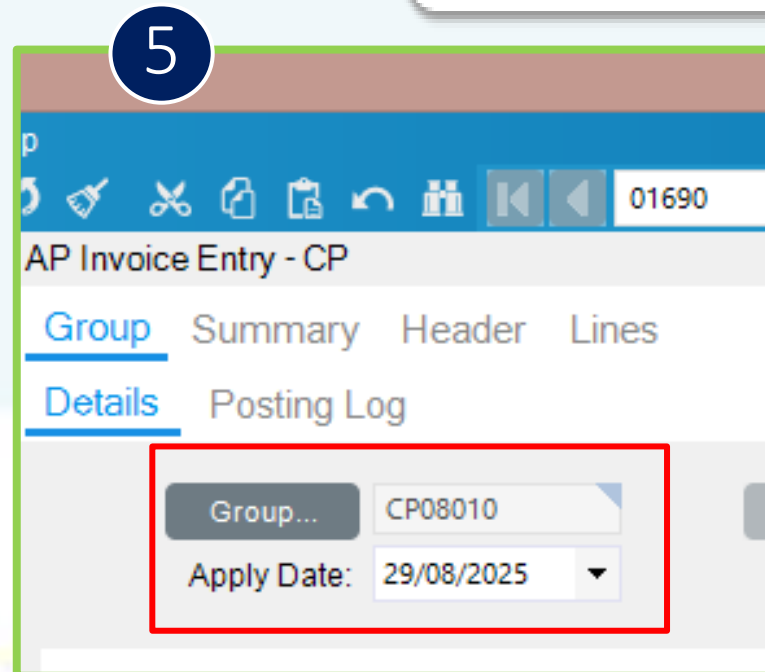 5
p
01690
AP Invoice Entry - CP
Group Summary Header Lines
Details Posting Log
Group... CP08010
Apply Date: 29/08/2025